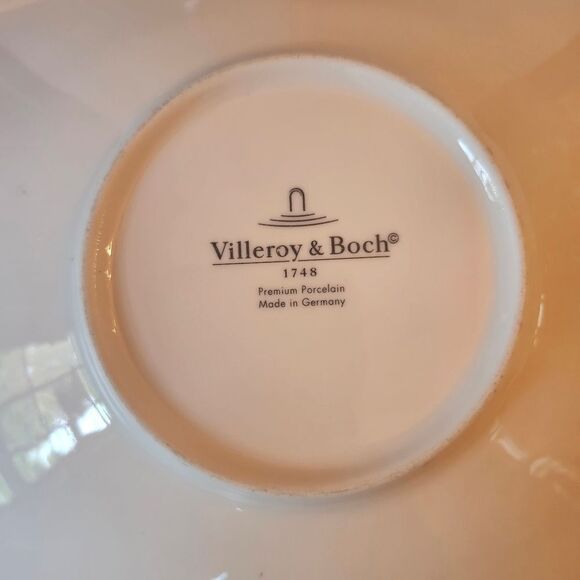 Villeroy & Boch©
1748
Premium Porcelain
Made in Germany